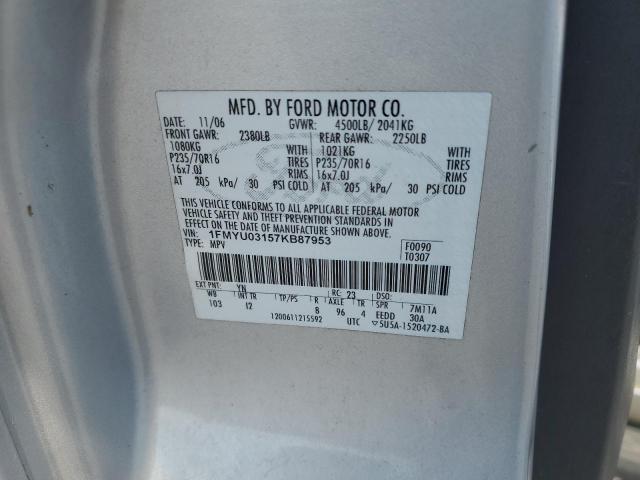 MFD. BY FORD MOTOR CO.
DATE: 11/06 GVWR: 4500LB/ 2041KG
FRONT GAWR: 2380LB REAR GAWR: 2250LB
1080KG WITH 1021KG WITH
P235/70R16 TIRES P235/70R16 TIRES
16x7.0J RIMS 16x7.0J RIMS
AT 205 kPa/ 30 PSI COLD AT 205 kPa/ 30 PSI COLD
THIS VEHICLE CONFORMS TO ALL APPLICABLE FEDERAL MOTOR
VEHICLE SAFETY AND THEFT PREVENTION STANDARDS IN
EFFECT ON THE DATE OF MANUFACTURE SHOWN ABOVE.
VIN: 1FMYU03157KB87953 F0090
TYPE: MPV T0307
EXT PNT: YN RC: 23 DSO:
WB INT TR TP/PS R AXLE TR SPR 7M11A
103 I2 8 96 4 EEDD 30A
1200611215592 UTC ▽5U5A-1520472-BA